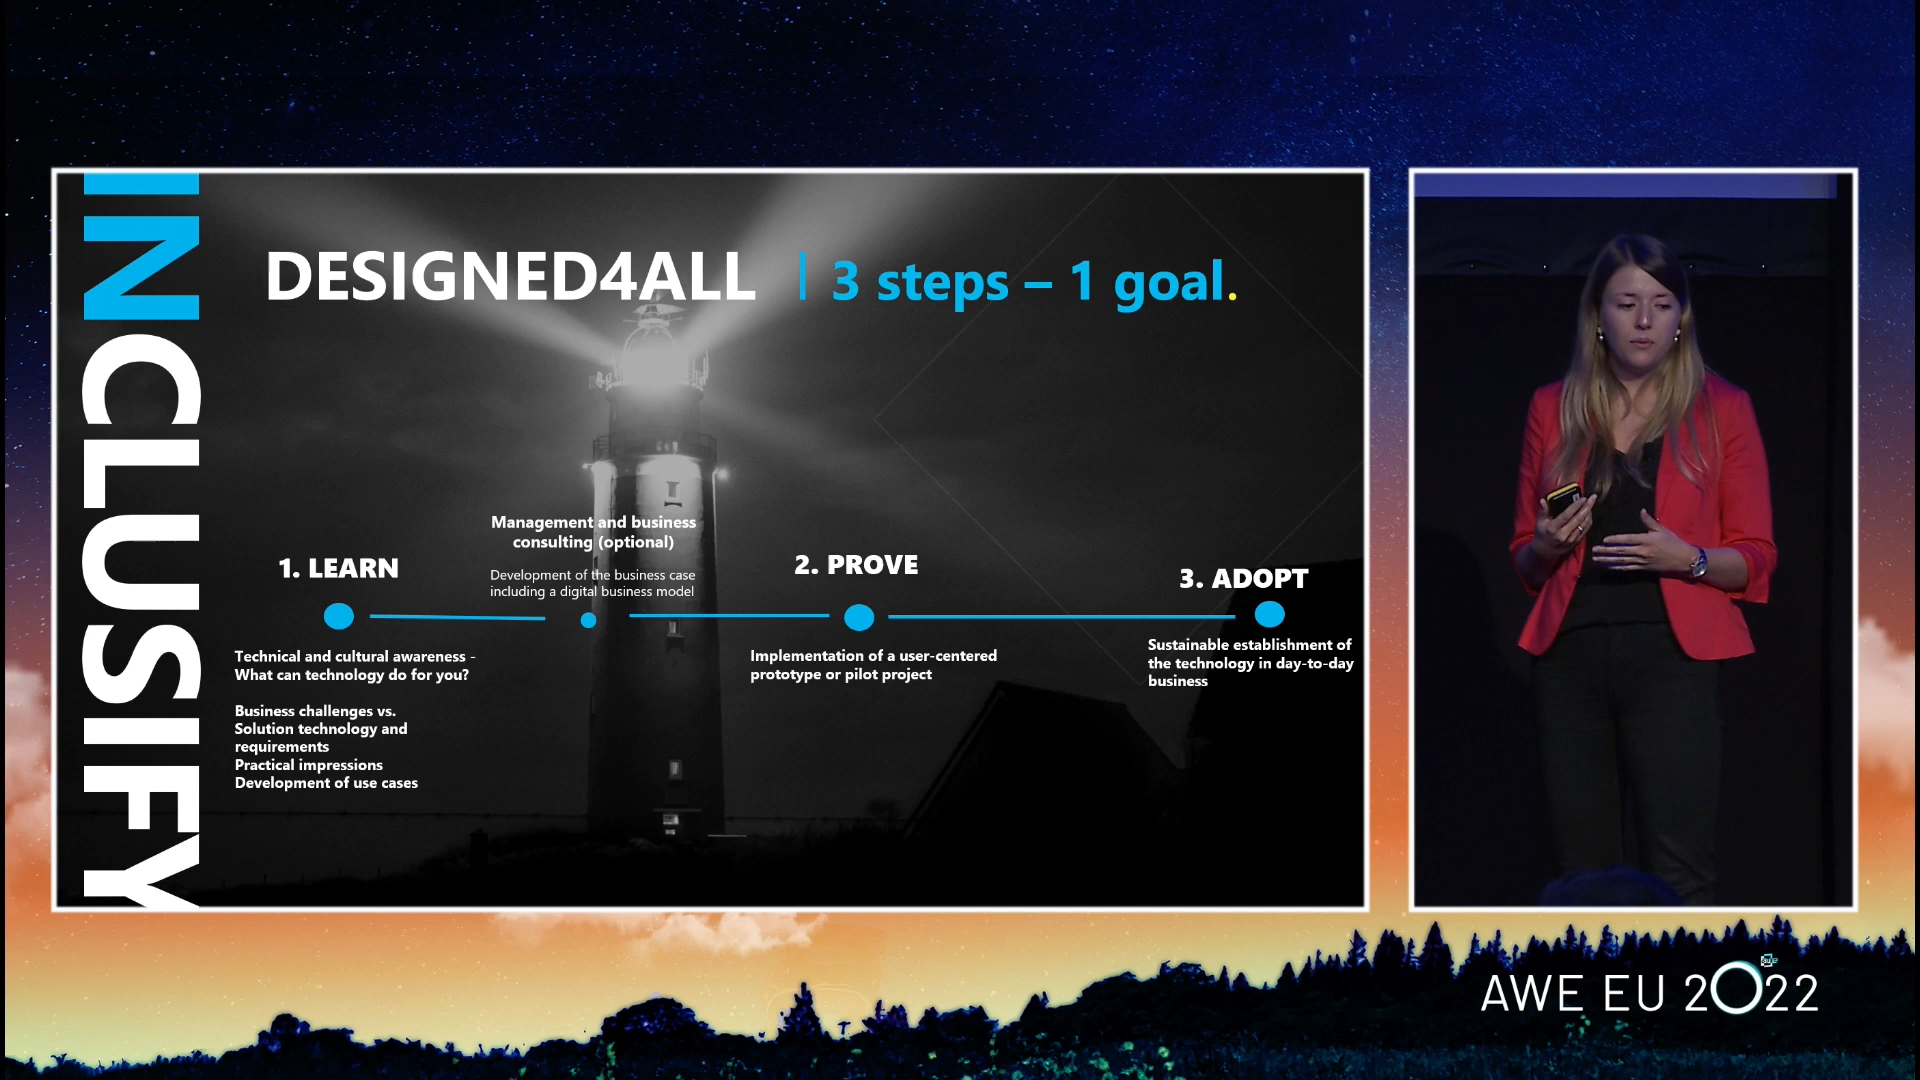 INCLUSIFY
DESIGNED4ALL | 3 steps – 1 goal.
Management and business
consulting (optional)
Development of the business case
including a digital business model
1. LEARN
2. PROVE
3. ADOPT
Technical and cultural awareness -
What can technology do for you?
Business challenges vs.
Solution technology and
requirements
Practical impressions
Development of use cases
Implementation of a user-centered
prototype or pilot project
Sustainable establishment of
the technology in day-to-day
business
AWE EU 2022